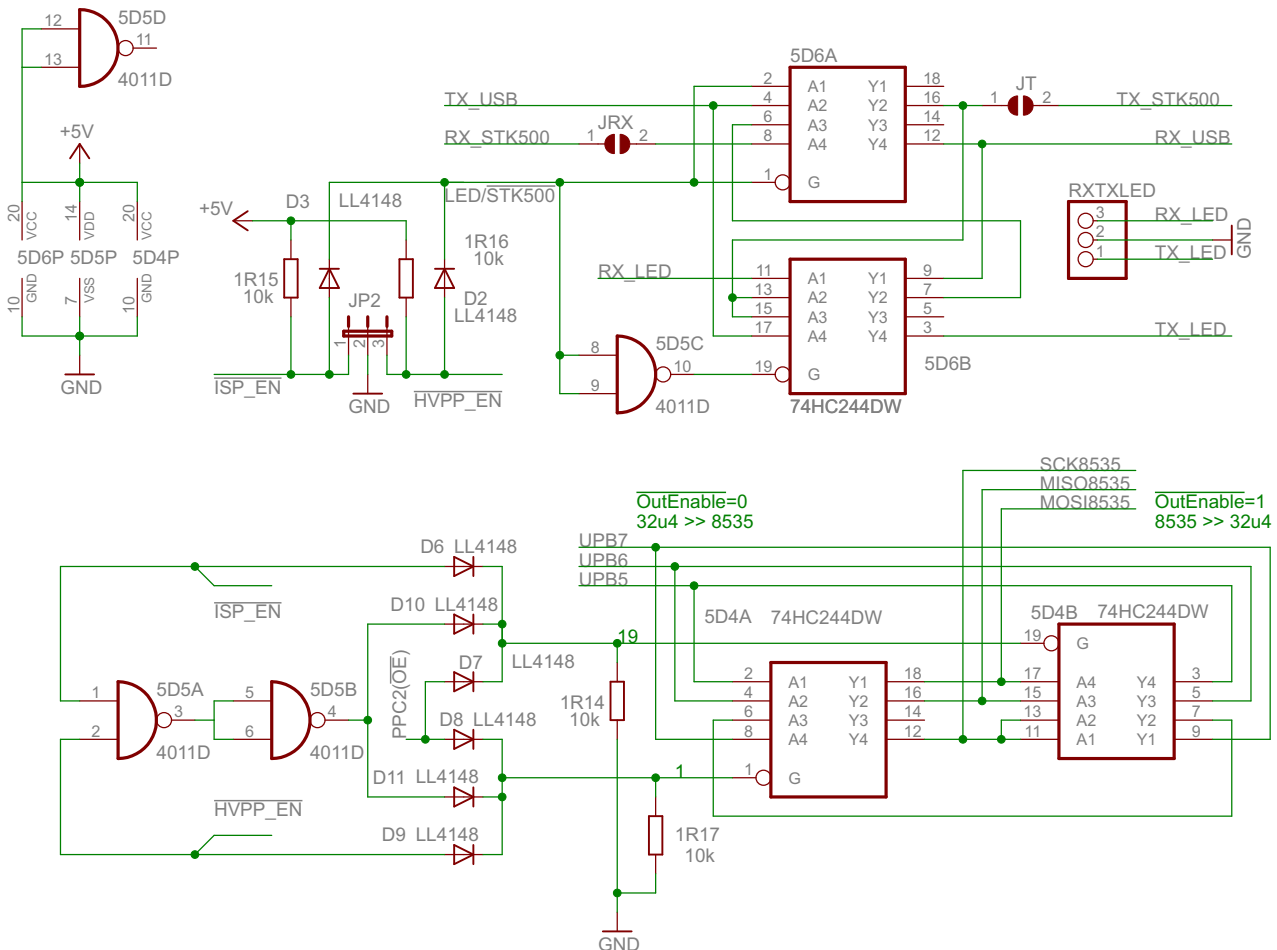 12
13
5D5D
11
4011D
+5V
20
VCC
14
VDD
20
VCC
5D6P 5D5P 5D4P
10
GND
7
VSS
10
GND
GND
TX_USB
RX_STK500
JRX
1
2
LED/STK500
D3
LL4148
+5V
1R15
10k
1R16
10k
D2
LL4148
JP2
1
2
3
ISP_EN
GND
HVPP_EN
RX_LED
8
9
5D5C
10
4011D
5D6A
2 A1 Y1 18
4 A2 Y2 16
6 A3 Y3 14
8 A4 Y4 12
1 G
JT
1
2
TX_STK500
RX_USB
RXTXLED
3 RX_LED
2
1 TX_LED
GND
11 A1 Y1 9
13 A2 Y2 7
15 A3 Y3 5
17 A4 Y4 3
19 G
TX_LED
5D6B
74HC244DW
SCK8535
MISO8535
MOSI8535
OutEnable=0
32u4 >> 8535
OutEnable=1
8535 >> 32u4
UPB7
UPB6
UPB5
D6 LL4148
ISP_EN
D10 LL4148
D7
LL4148
PPC2(OE)
D8 LL4148
D11 LL4148
HVPP_EN
D9 LL4148
1
2
5D5A
3
4011D
5
6
5D5B
4
4011D
19
1R14
10k
1
1R17
10k
GND
5D4A 74HC244DW
2 A1 Y1 18
4 A2 Y2 16
6 A3 Y3 14
8 A4 Y4 12
1 G
5D4B 74HC244DW
19 G
17 A4 Y4 3
15 A3 Y3 5
13 A2 Y2 7
11 A1 Y1 9